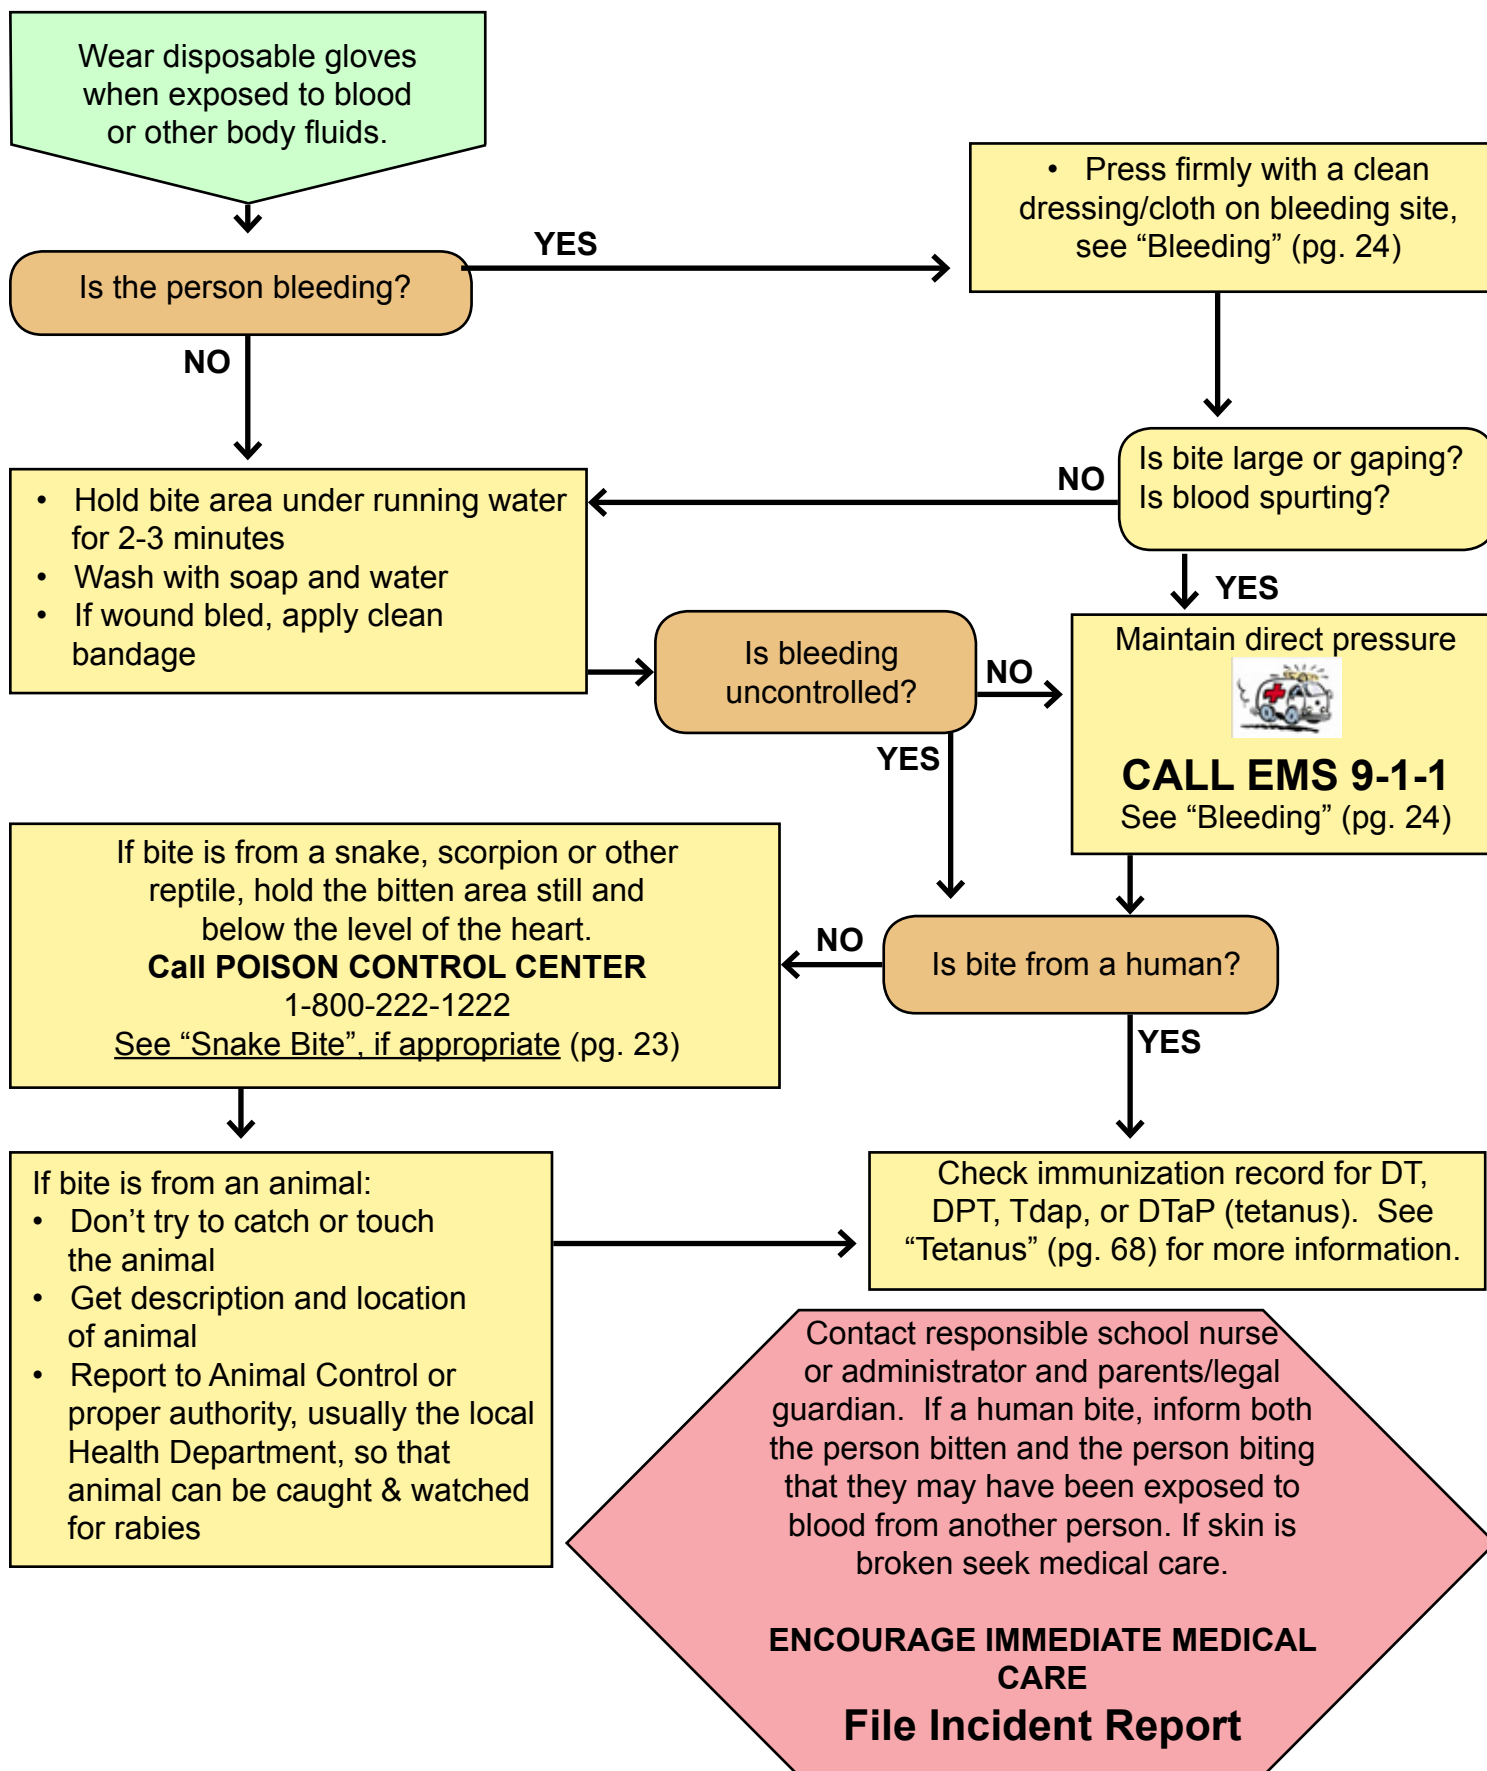 Wear disposable gloves
when exposed to blood
or other body fluids.
YES
• Press firmly with a clean
dressing/cloth on bleeding site,
see “Bleeding” (pg. 24)
Is the person bleeding?
NO
Is bite large or gaping?
Is blood spurting?
NO
YES
• Hold bite area under running water
for 2-3 minutes
• Wash with soap and water
• If wound bled, apply clean
bandage
Is bleeding
uncontrolled?
NO
YES
Maintain direct pressure
CALL EMS 9-1-1
See “Bleeding” (pg. 24)
If bite is from a snake, scorpion or other
reptile, hold the bitten area still and
below the level of the heart.
Call POISON CONTROL CENTER
1-800-222-1222
See “Snake Bite”, if appropriate (pg. 23)
NO
Is bite from a human?
YES
If bite is from an animal:
• Don’t try to catch or touch
the animal
• Get description and location
of animal
• Report to Animal Control or
proper authority, usually the local
Health Department, so that
animal can be caught & watched
for rabies
Check immunization record for DT,
DPT, Tdap, or DTaP (tetanus). See
“Tetanus” (pg. 68) for more information.
Contact responsible school nurse
or administrator and parents/legal
guardian. If a human bite, inform both
the person bitten and the person biting
that they may have been exposed to
blood from another person. If skin is
broken seek medical care.
ENCOURAGE IMMEDIATE MEDICAL
CARE
File Incident Report